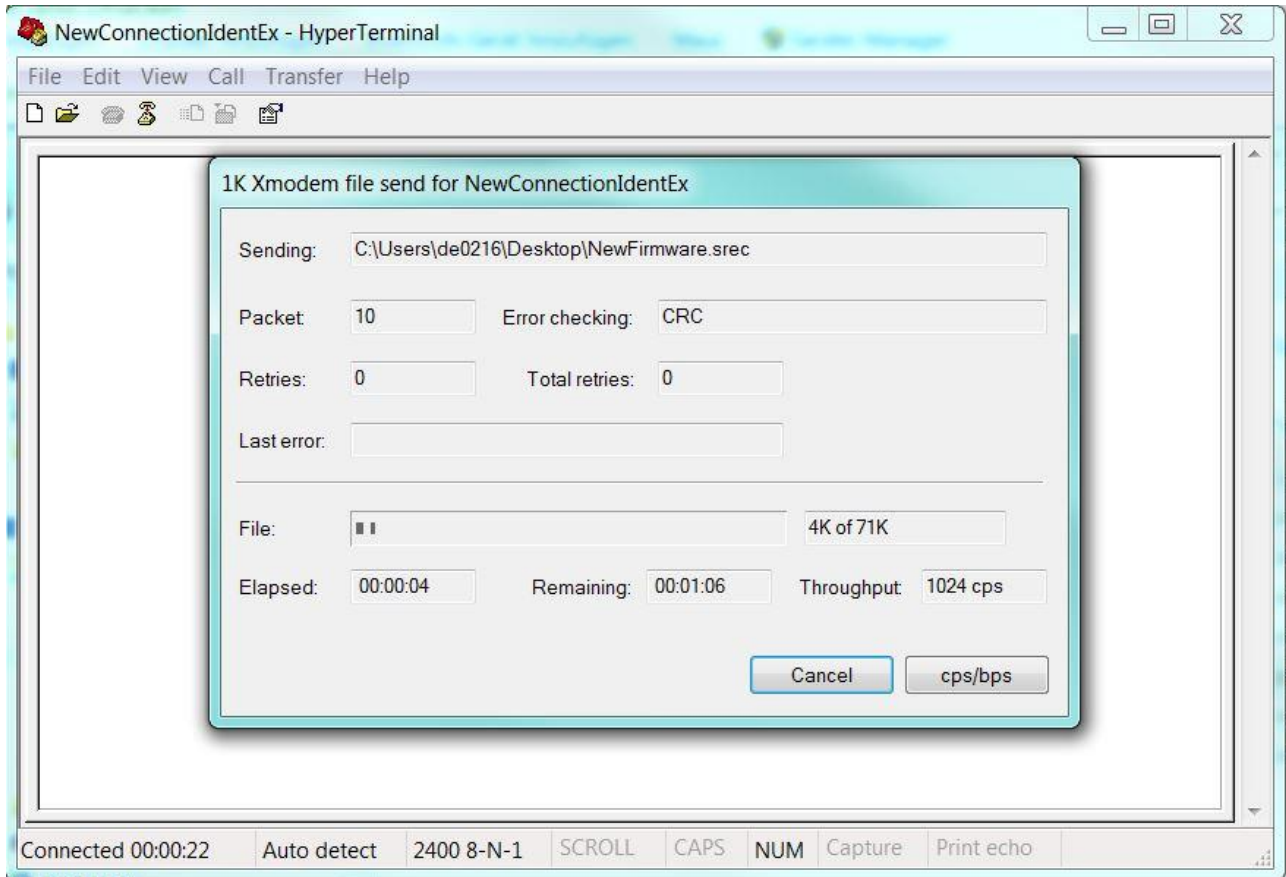 NewConnectionIdentEx - HyperTerminal
File Edit View Call Transfer Help
1K Xmodem file send for NewConnectionIdentEx
Sending: C:\Users\de0216\Desktop\NewFirmware.srec
Packet: 10 Error checking: CRC
Retries: 0 Total retries: 0
Last error:
File: 4K of 71K
Elapsed: 00:00:04 Remaining: 00:01:06 Throughput: 1024 cps
Cancel cps/bps
Connected 00:00:22 Auto detect 2400 8-N-1 SCROLL CAPS NUM Capture Print echo